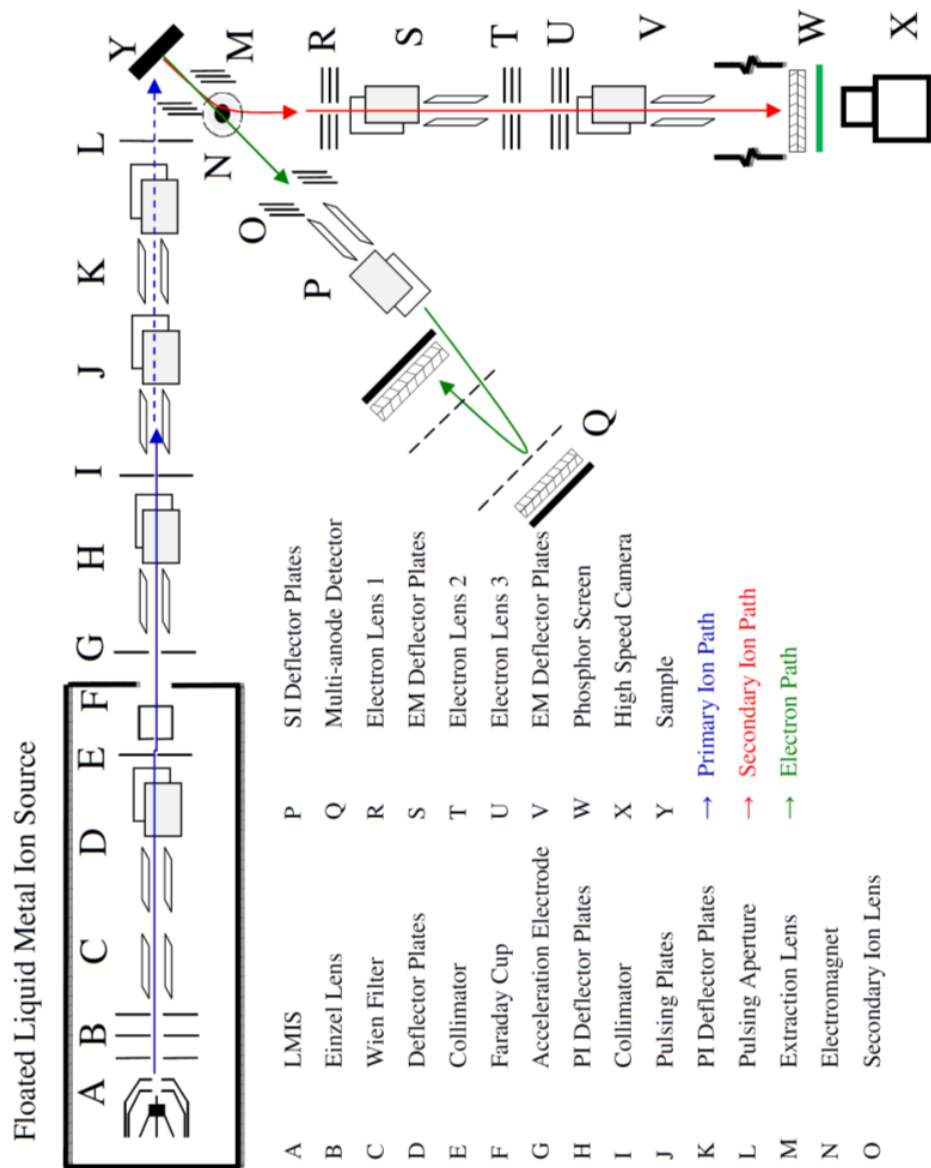 Floated Liquid Metal Ion Source
A B C D E F G H I J K L Y
M
N
R
S
T
U
V
W
X
O
P
Q
A LMIS
B Einzel Lens
C Wien Filter
D Deflector Plates
E Collimator
F Faraday Cup
G Acceleration Electrode
H PI Deflector Plates
I Collimator
J Pulsing Plates
K PI Deflector Plates
L Pulsing Aperture
M Extraction Lens
N Electromagnet
O Secondary Ion Lens
P SI Deflector Plates
Q Multi-anode Detector
R Electron Lens 1
S EM Deflector Plates
T Electron Lens 2
U Electron Lens 3
V EM Deflector Plates
W Phosphor Screen
X High Speed Camera
Y Sample
→ Primary Ion Path
→ Secondary Ion Path
→ Electron Path